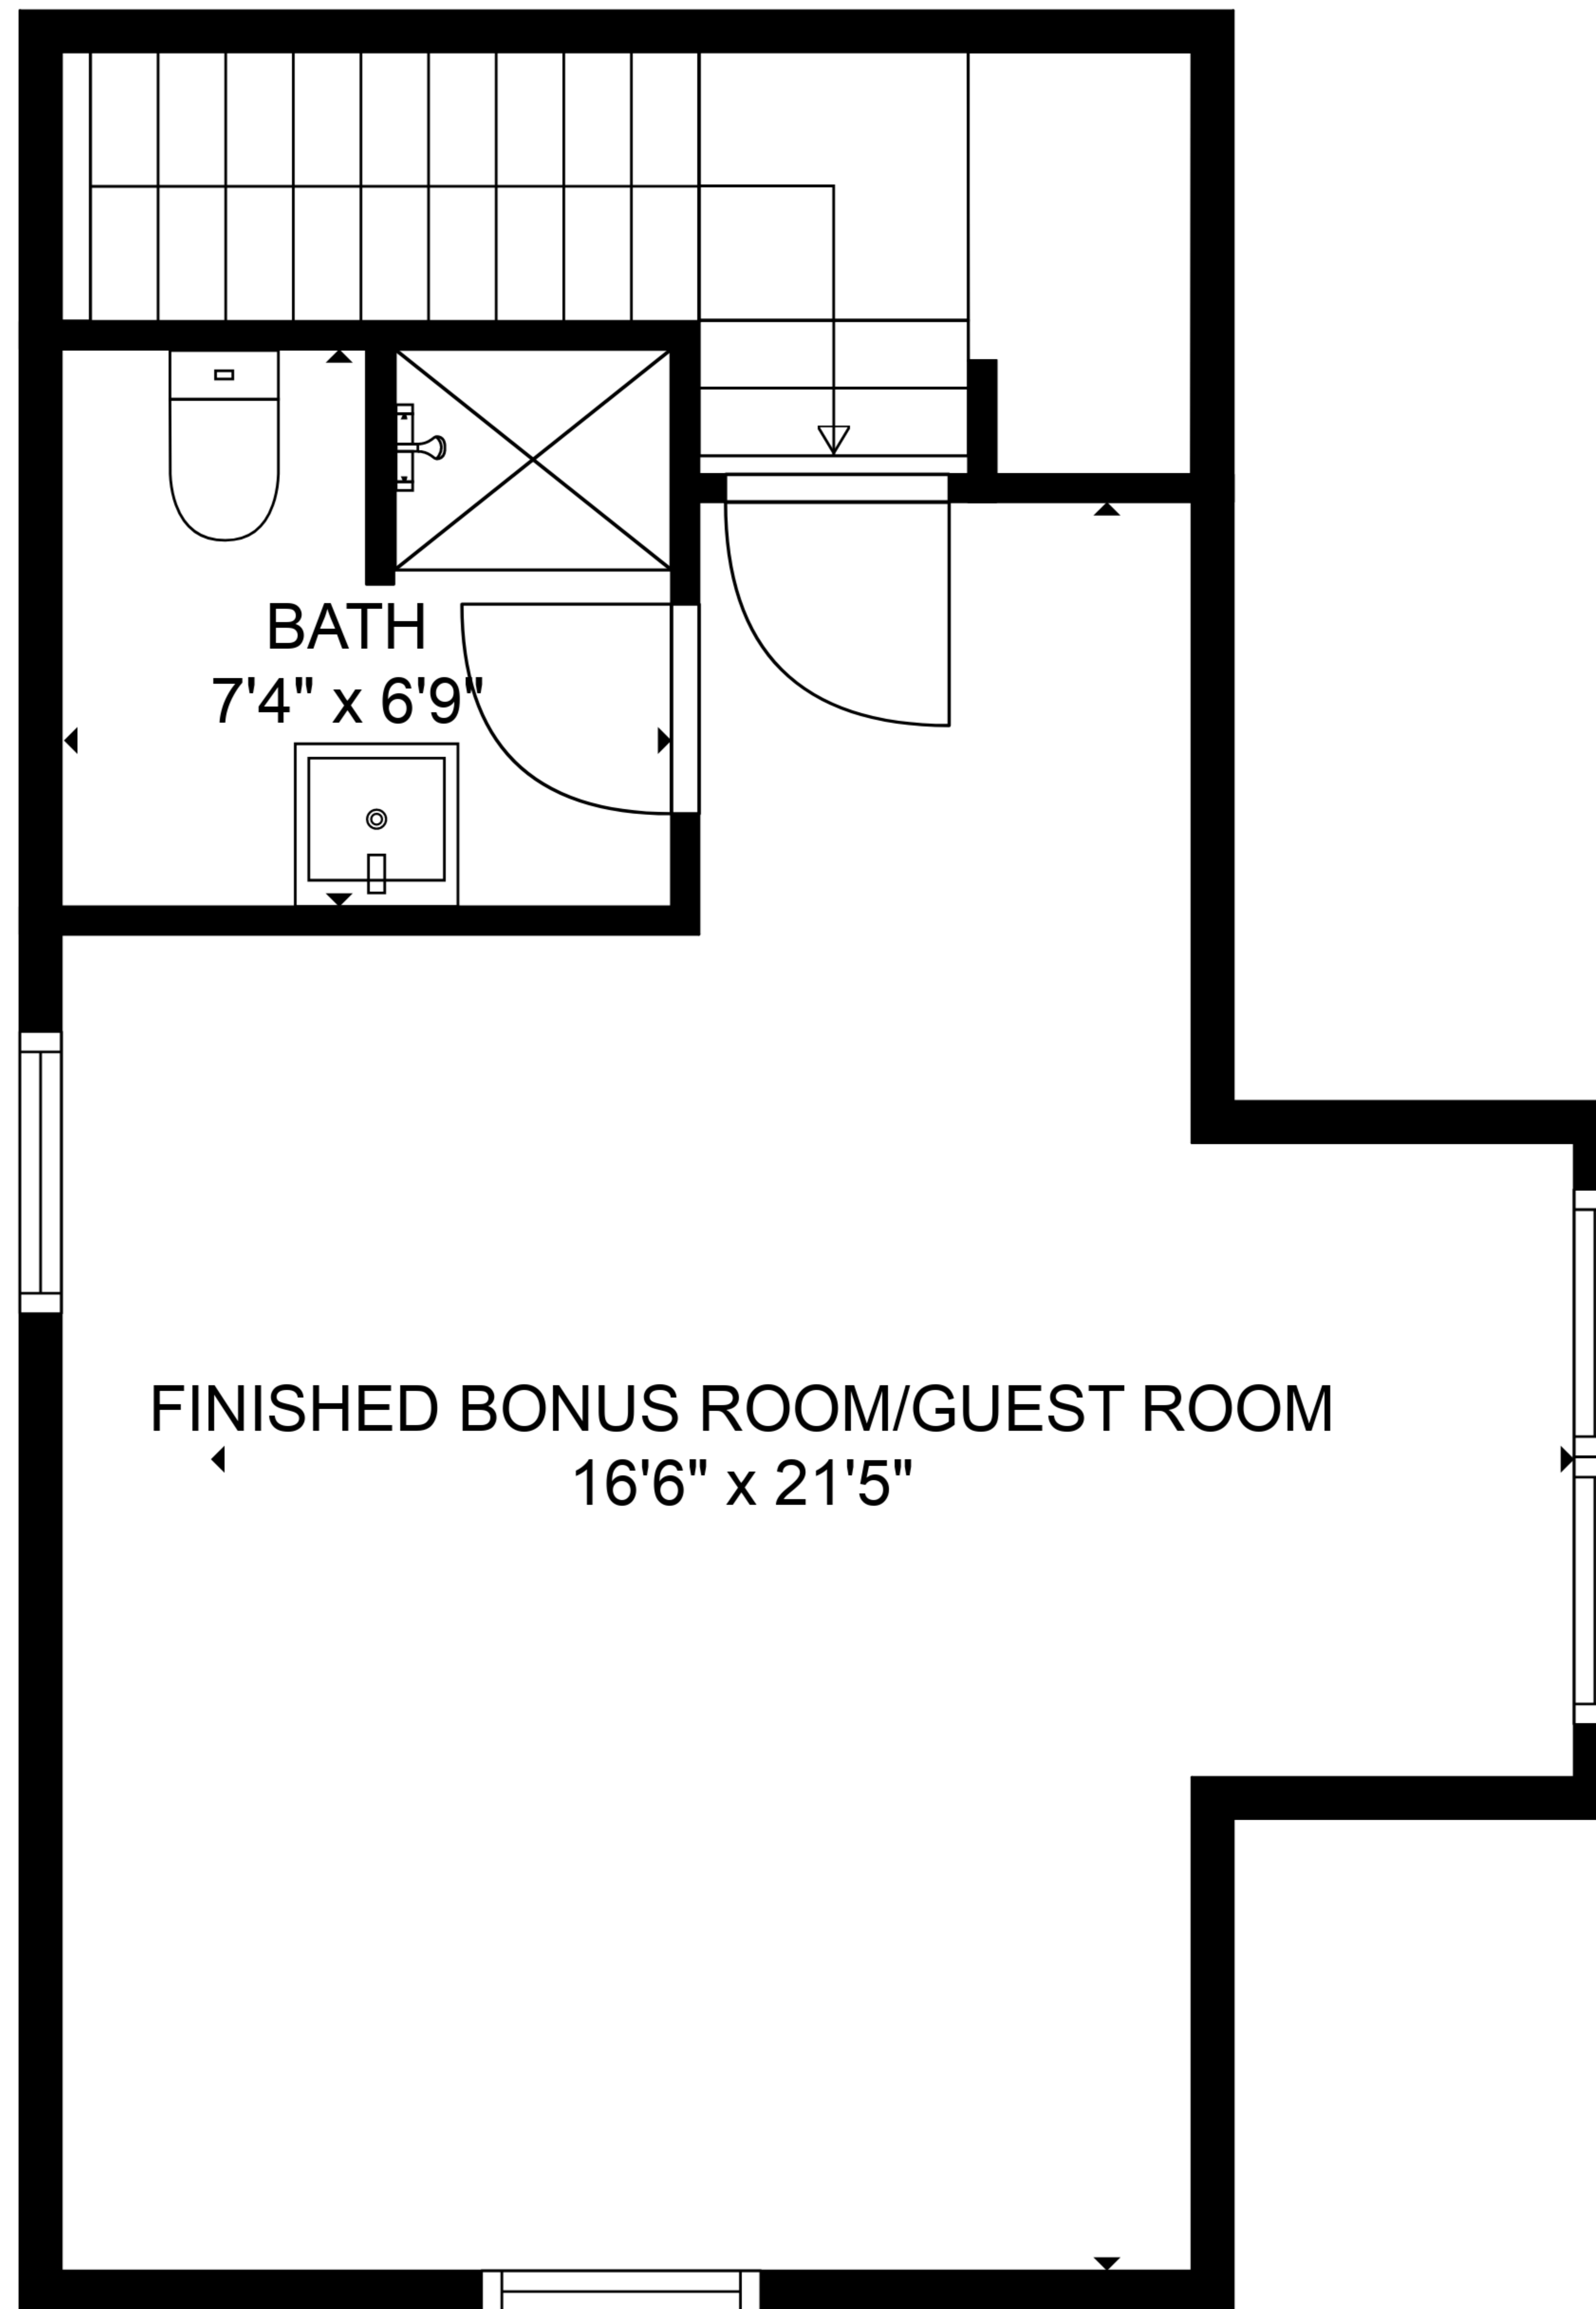 BATH
7'4" x 6'9"
FINISHED BONUS ROOM/GUEST ROOM
16'6" x 21'5"